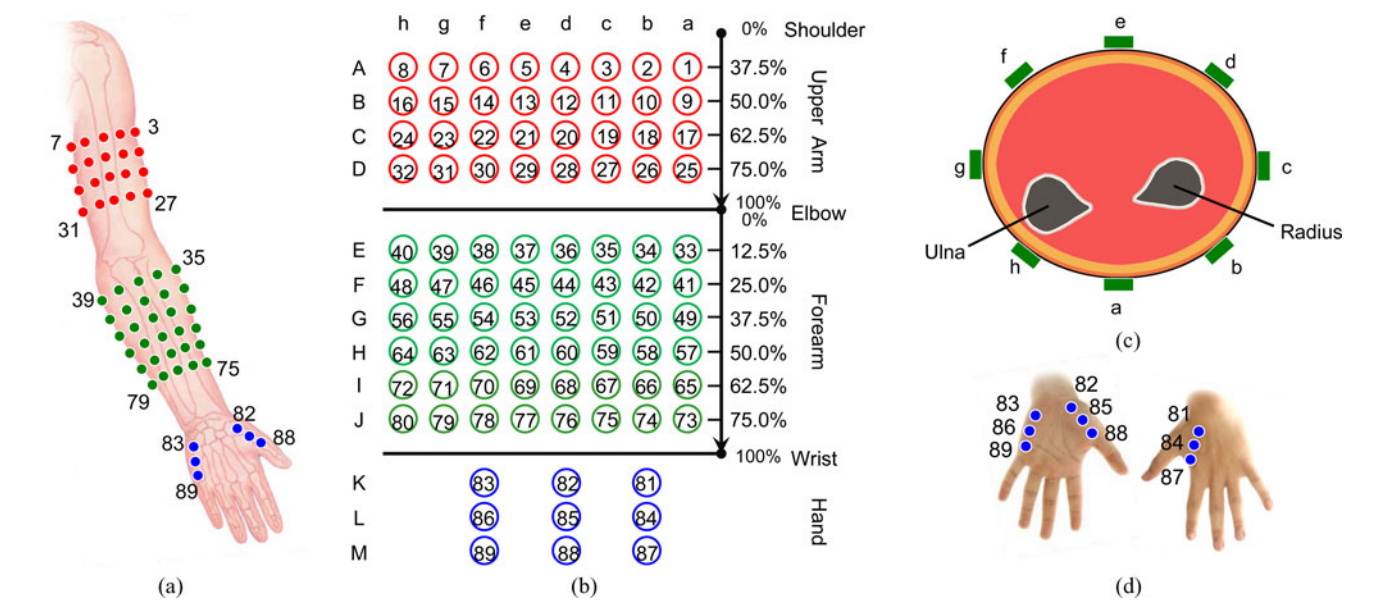 3
7
27
31
35
39
75
79
82
83
88
89
(a)
h g f e d c b a
0% Shoulder
A 8 7 6 5 4 3 2 1 37.5%
B 16 15 14 13 12 11 10 9 50.0%
C 24 23 22 21 20 19 18 17 62.5%
D 32 31 30 29 28 27 26 25 75.0%
Upper Arm
100%
0% Elbow
E 40 39 38 37 36 35 34 33 12.5%
F 48 47 46 45 44 43 42 41 25.0%
G 56 55 54 53 52 51 50 49 37.5%
H 64 63 62 61 60 59 58 57 50.0%
I 72 71 70 69 68 67 66 65 62.5%
J 80 79 78 77 76 75 74 73 75.0%
Forearm
100% Wrist
K 83 82 81
L 86 85 84
M 89 88 87
Hand
(b)
e
f d
g c
Ulna Radius
h b
a
(c)
82
83 85
86 88
89
81
84
87
(d)